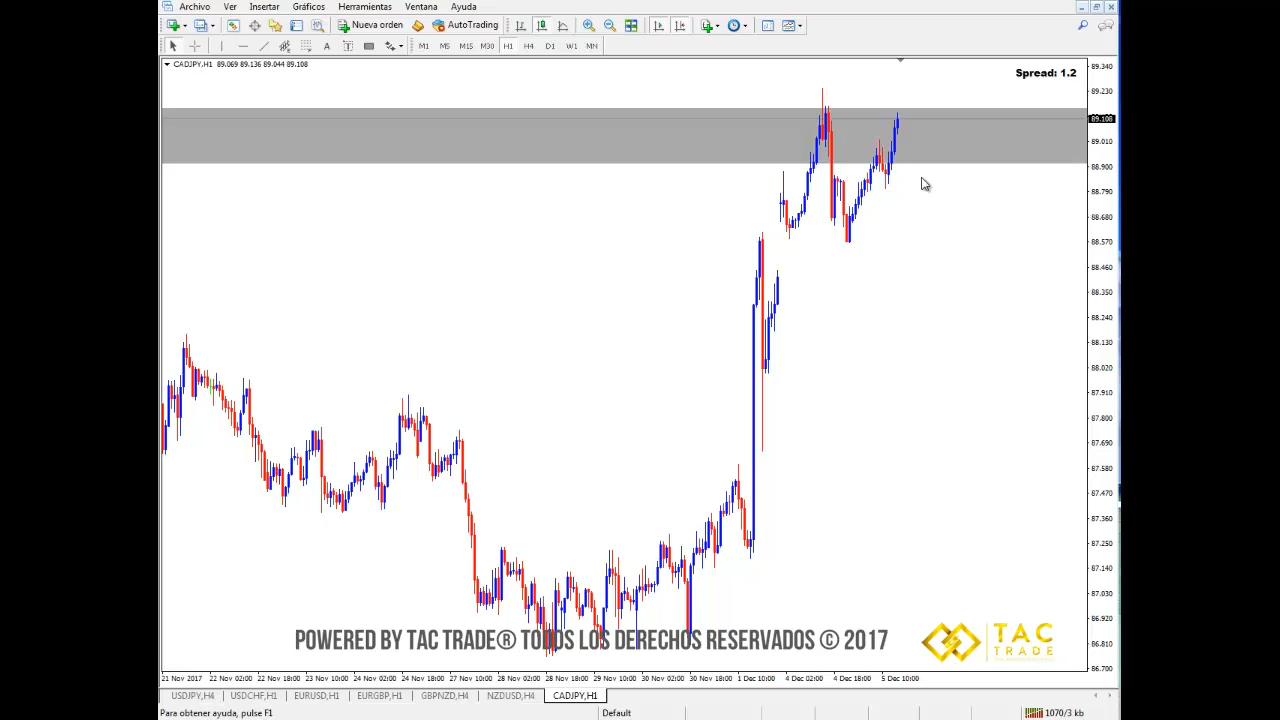 Archivo Ver Insertar Gráficos Herramientas Ventana Ayuda
Nueva orden AutoTrading
A T M1 M5 M15 M30 H1 H4 D1 W1 MN
CADJPY,H1 89.069 89.136 89.044 89.108
Spread: 1.2
89.340
89.230
89.108
89.010
88.900
88.790
88.680
88.570
88.460
88.350
88.240
88.130
88.020
87.910
87.800
87.690
87.580
87.470
87.360
87.250
87.140
87.030
86.920
86.810
86.700
POWERED BY TAC TRADE® TODOS LOS DERECHOS RESERVADOS © 2017
TAC
TRADE
21 Nov 2017 22 Nov 02:00 22 Nov 18:00 23 Nov 10:00 24 Nov 02:00 24 Nov 18:00 27 Nov 10:00 28 Nov 02:00 28 Nov 18:00 29 Nov 10:00 30 Nov 02:00 30 Nov 18:00 1 Dec 10:00 4 Dec 02:00 4 Dec 18:00 5 Dec 10:00
USDJPY,H4 USDCHF,H1 EURUSD,H1 EURGBP,H1 GBPNZD,H4 NZDUSD,H4 CADJPY,H1
Para obtener ayuda, pulse F1 Default 1070/3 kb